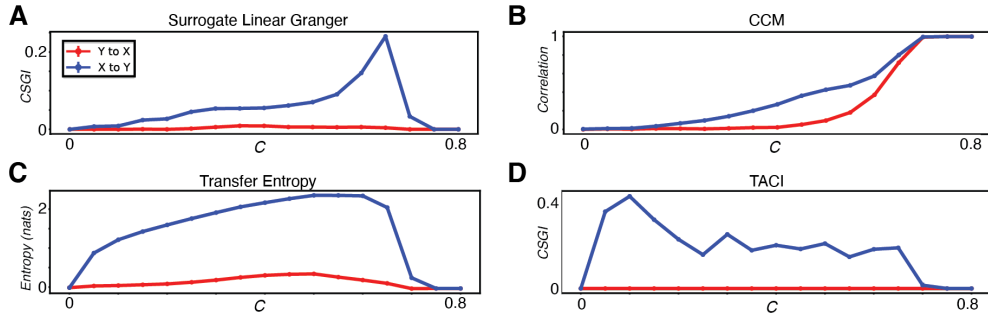 A
Surrogate Linear Granger
0.2
CSGI
0
Y to X
X to Y
0
C
0.8
B
CCM
1
Correlation
0
0
C
0.8
C
Transfer Entropy
2
Entropy (nats)
0
0
C
0.8
D
TACI
0.4
CSGI
0
0
C
0.8